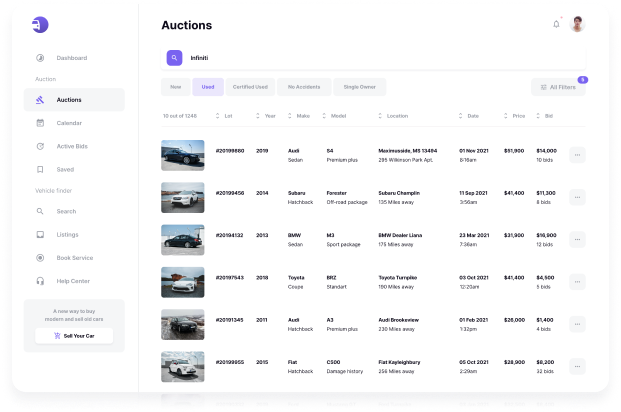 Auctions
Dashboard
Infiniti
Auction
New Used Certified Used No Accidents Single Owner All Filters 5
Auctions
Calendar
10 out of 1246 Lot Year Make Model Location Date Price Bid
Active Bids
#20199680 2019 Audi S4 Maximusside, MS 13494 01 Nov 2021 $51,900 $14,000
Sedan Premium plus 295 Wilkinson Park Apt. 8:16am 10 bids
Saved
Vehicle finder
#20199456 2014 Subaru Forester Subaru Champlin 11 Sep 2021 $41,400 $11,300
Hatchback Off-road package 135 Miles away 3:56am 8 bids
Search
Listings
#20194132 2013 BMW M3 BMW Dealer Liana 23 Mar 2021 $31,900 $16,900
Sedan Sport package 175 Miles away 7:36am 12 bids
Book Service
#20197543 2018 Toyota BRZ Toyota Turnpike 03 Oct 2021 $41,400 $4,500
Coupe Standart 190 Miles away 12:20am 5 bids
Help Center
A new way to buy
modern and sell old cars
Sell Your Car
#20191345 2011 Audi A3 Audi Brookeview 01 Feb 2021 $26,000 $1,400
Hatchback Premium plus 230 Miles away 1:32pm 4 bids
#20199955 2015 Fiat C500 Fiat Kayleighbury 05 Oct 2021 $28,900 $8,200
Hatchback Damage history 256 Miles away 2:29am 32 bids